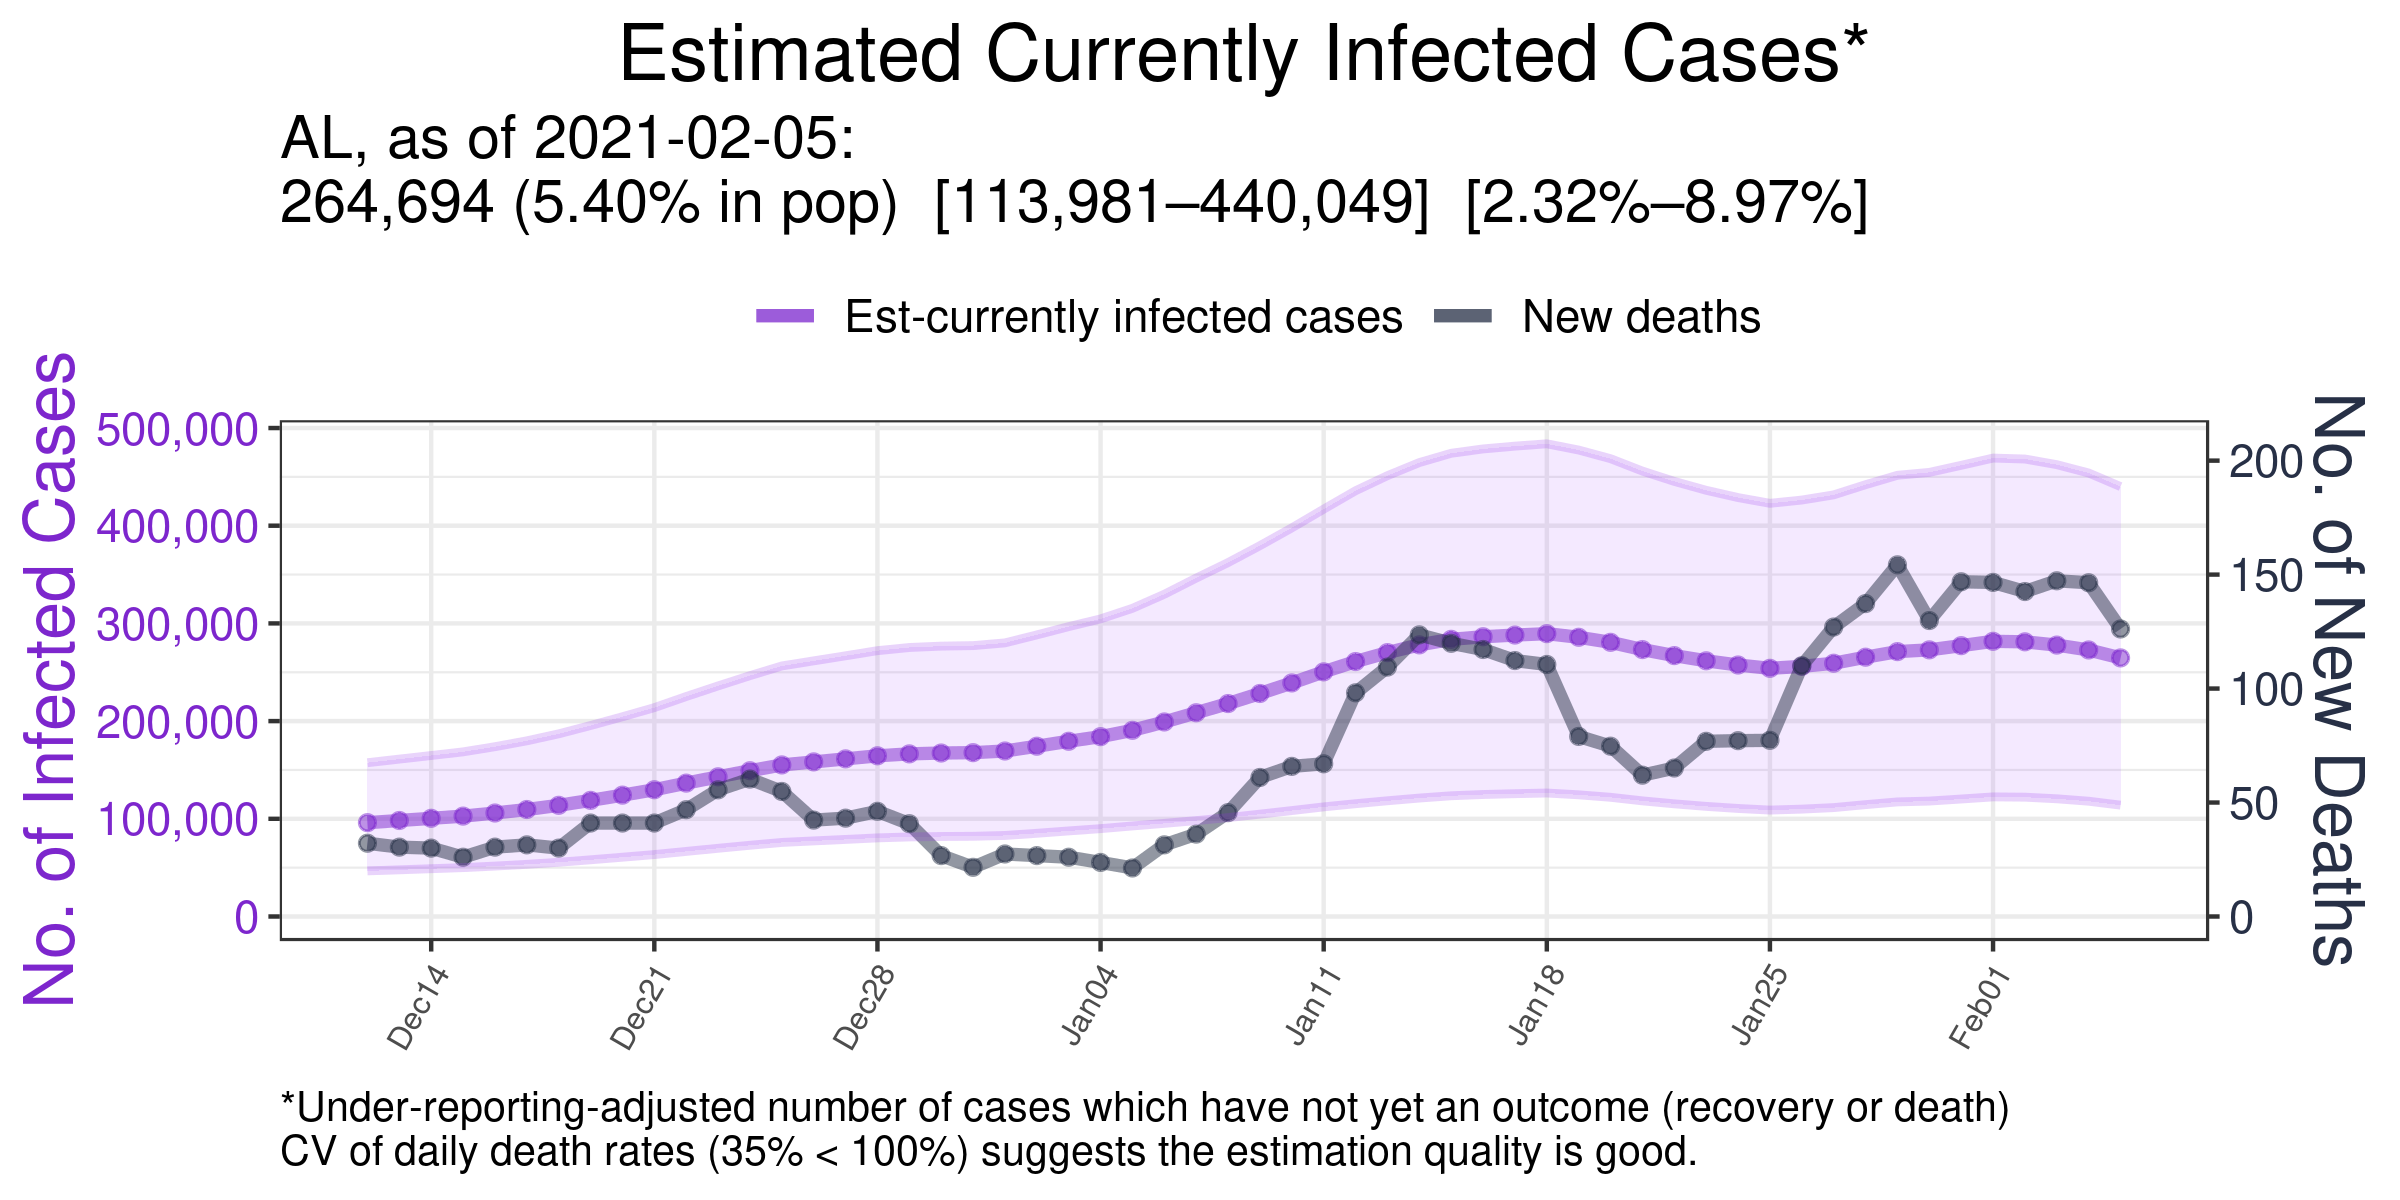 Estimated Currently Infected Cases*
AL, as of 2021-02-05:
264,694 (5.40% in pop)  [113,981–440,049]  [2.32%–8.97%]
Est-currently infected cases
New deaths
No. of Infected Cases
500,000
400,000
300,000
200,000
100,000
0
200
150
100
50
0
No. of New Deaths
Dec14
Dec21
Dec28
Jan04
Jan11
Jan18
Jan25
Feb01
*Under-reporting-adjusted number of cases which have not yet an outcome (recovery or death)
CV of daily death rates (35% < 100%) suggests the estimation quality is good.